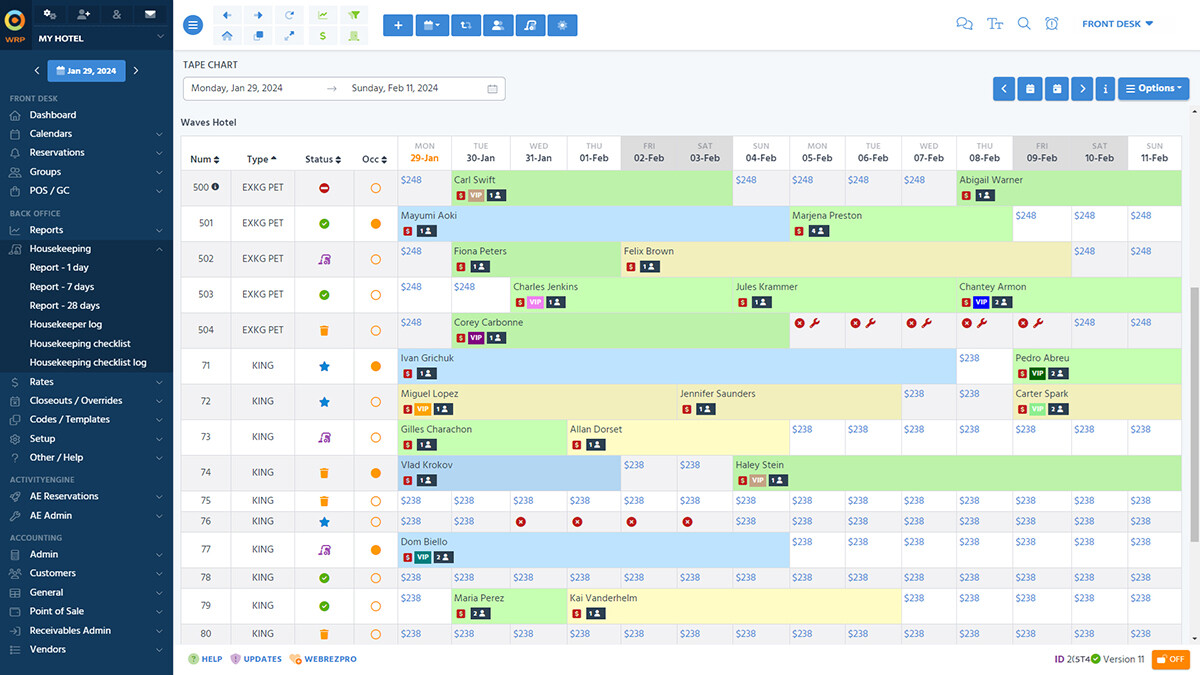 WRP
MY HOTEL
FRONT DESK
Jan 29, 2024
TAPE CHART
Monday, Jan 29, 2024 → Sunday, Feb 11, 2024
Options
Waves Hotel
Num Type Status Occ
MON TUE WED THU FRI SAT SUN MON TUE WED THU FRI SAT SUN
29-Jan 30-Jan 31-Jan 01-Feb 02-Feb 03-Feb 04-Feb 05-Feb 06-Feb 07-Feb 08-Feb 09-Feb 10-Feb 11-Feb
500 EXKG PET $248 Carl Swift $248 $248 $248 $248 Abigail Warner
$ VIP 1 $ 1
501 EXKG PET Mayumi Aoki Marjena Preston $248 $248 $248
$ 1 $ 4
502 EXKG PET $248 Fiona Peters Felix Brown $248 $248
$ 1 $ 1
503 EXKG PET $248 $248 Charles Jenkins Jules Krammer Chantey Armon
$ VIP 1 $ 1 $ VIP 3
504 EXKG PET $248 Corey Carbonne $248 $248
$ VIP 1
71 KING Ivan Grichuk $238 Pedro Abreu
$ 1 $ VIP 2
72 KING Miguel Lopez Jennifer Saunders $238 $238 Carter Spark
$ VIP 1 $ 1 $ VIP 2
73 KING Gilles Charachon Allan Dorset $238 $238 $238 $238 $238 $238 $238
$ 1 $ 1
74 KING Vlad Krokov $238 $238 Haley Stein
$ 1 $ VIP 1
75 KING $238 $238 $238 $238 $238 $238 $238 $238 $238 $238 $238 $238 $238 $238
76 KING $238 $238 $238 $238 $238 $238 $238 $238 $238 $238
77 KING Dom Biello $238 $238 $238 $238 $238 $238 $238
$ VIP 2
78 KING $238 $238 $238 $238 $238 $238 $238 $238 $238 $238 $238 $238 $238 $238
79 KING $238 Maria Perez Kai Vanderhelm $238 $238 $238 $238 $238
$ 2 $ 1
80 KING $238 $238 $238 $238 $238 $238 $238 $238 $238 $238 $238 $238 $238 $238
FRONT DESK
Dashboard
Calendars
Reservations
Groups
POS / GC
BACK OFFICE
Reports
Housekeeping
Report - 1 day
Report - 7 days
Report - 28 days
Housekeeper log
Housekeeping checklist
Housekeeping checklist log
Rates
Closeouts / Overrides
Codes / Templates
Setup
Other / Help
ACTIVITYENGINE
AE Reservations
AE Admin
ACCOUNTING
Admin
Customers
General
Point of Sale
Receivables Admin
Vendors
HELP UPDATES WEBREZPRO
Version 11 OFF